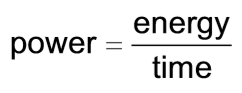 power = energy
time